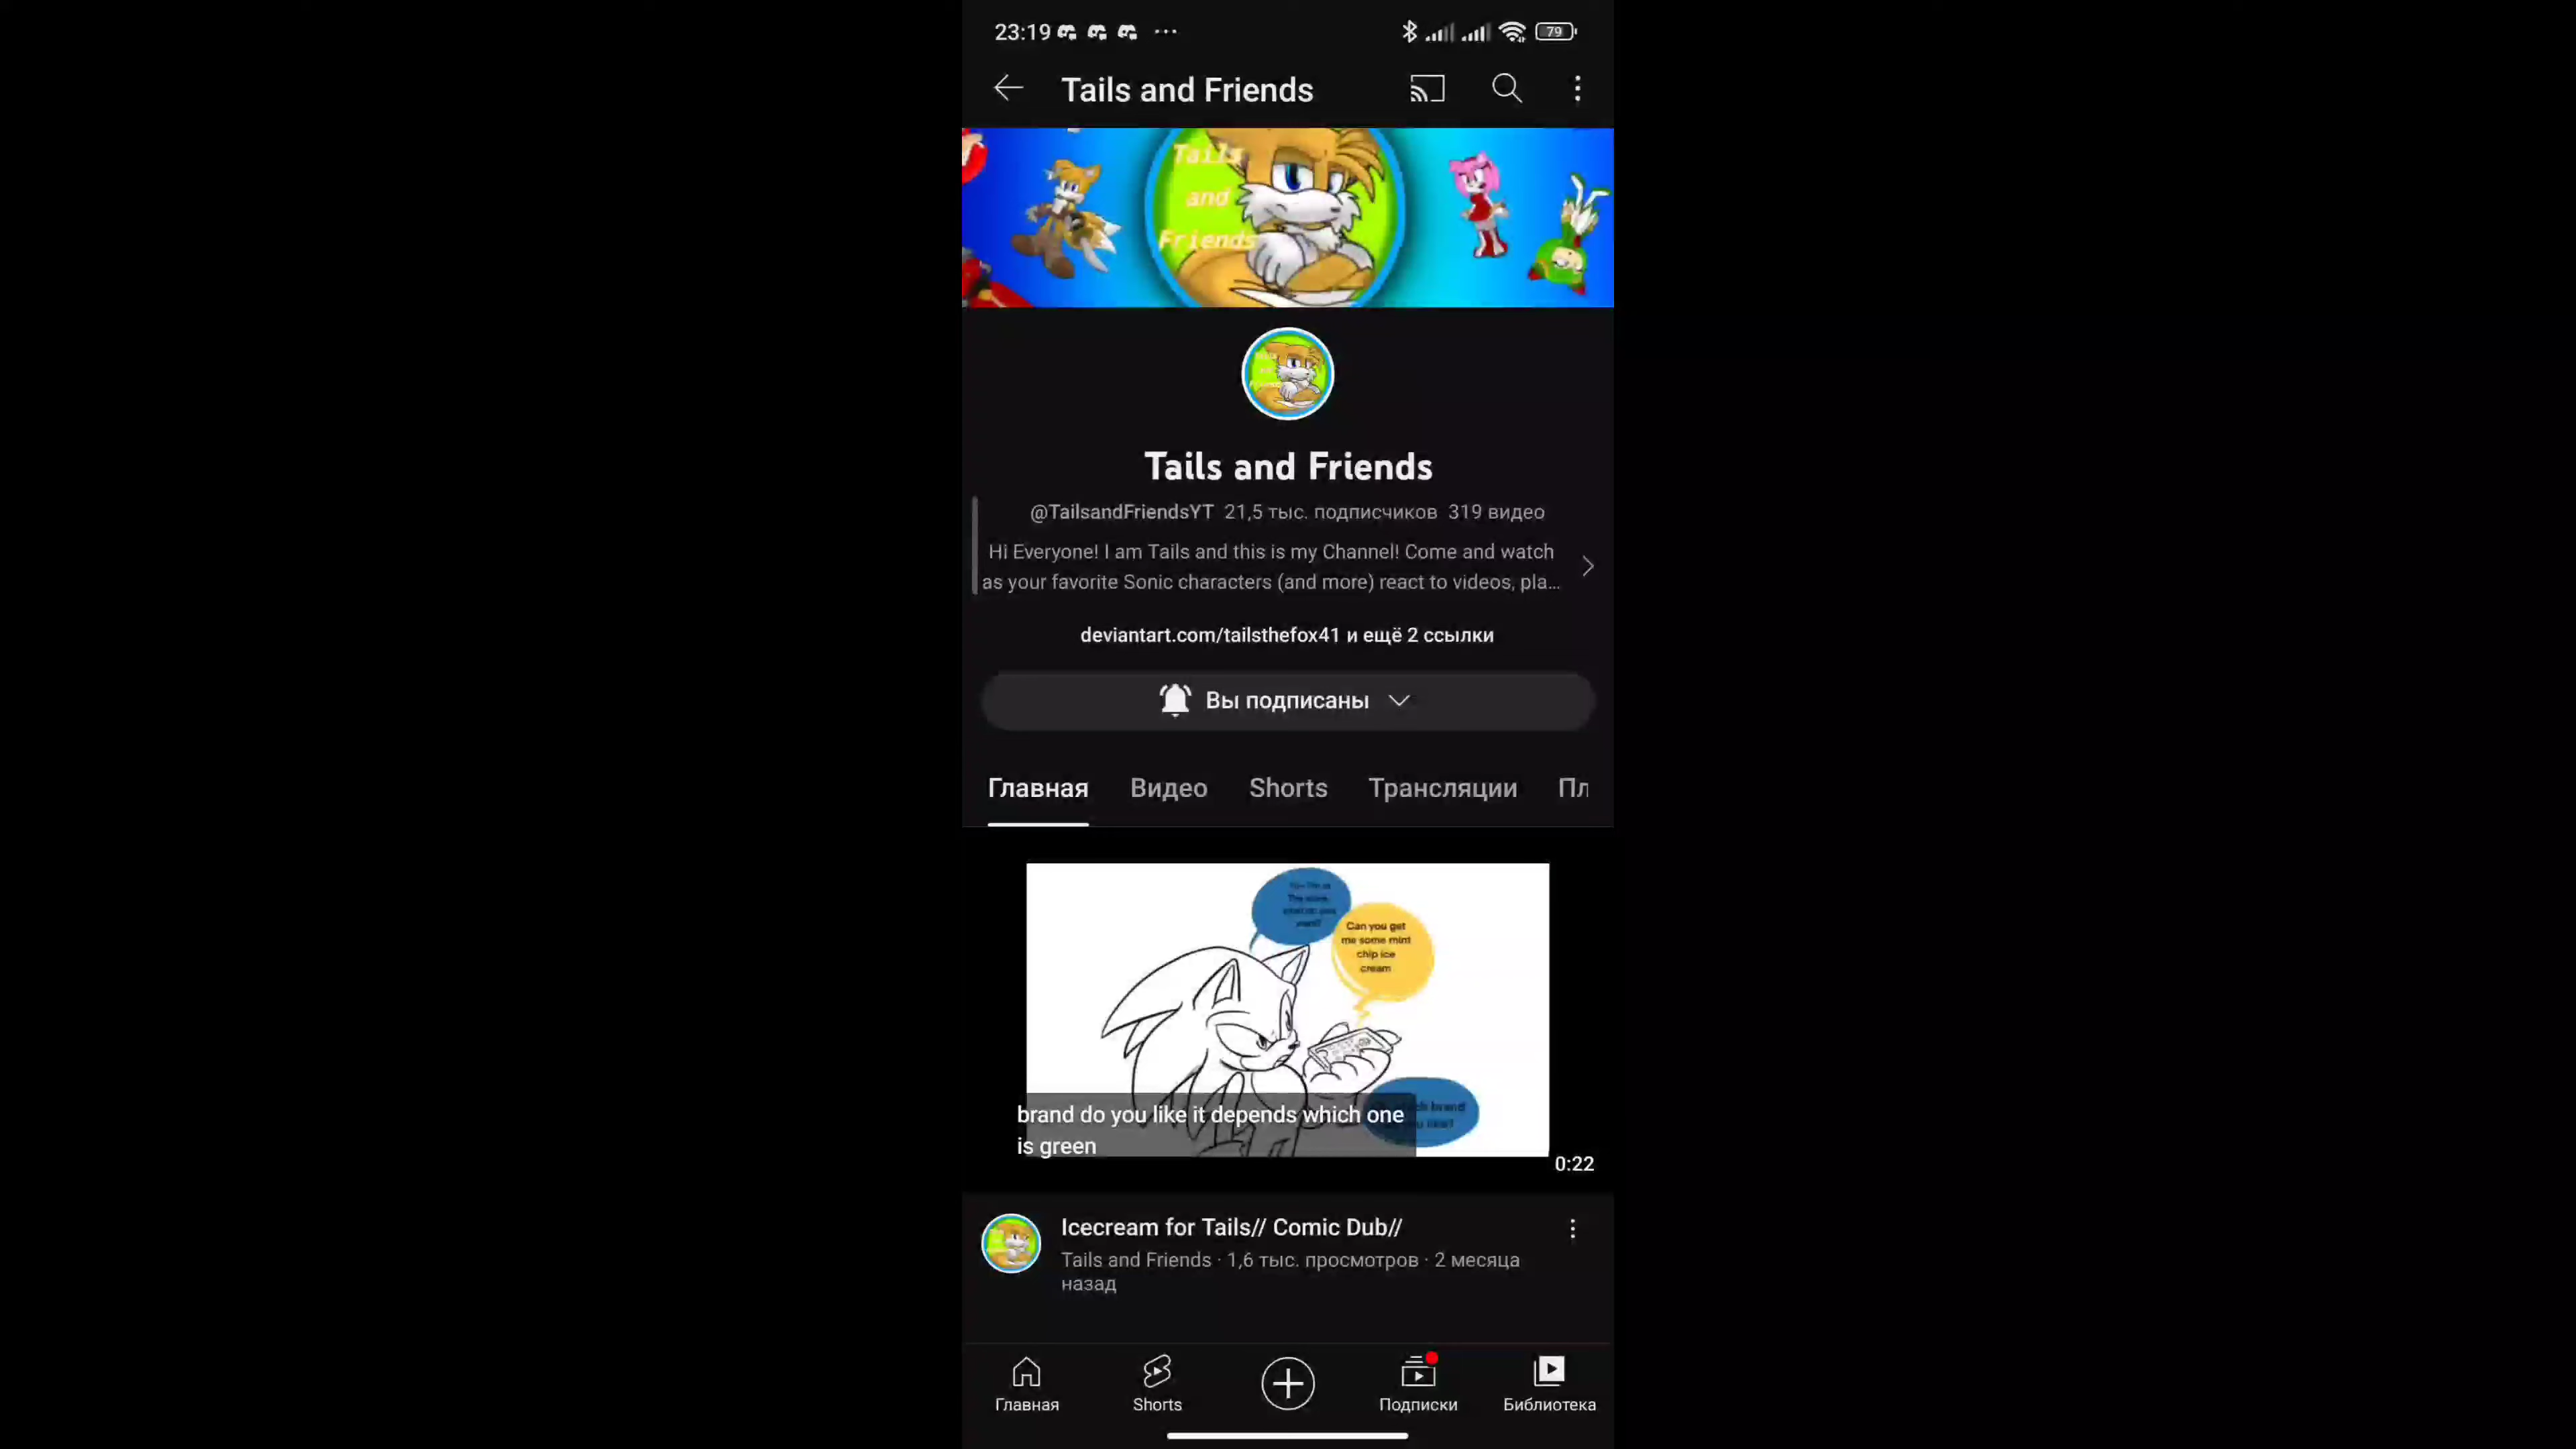 23:19
79
Tails and Friends
Tails
and
Friends
Tails and Friends
@TailsandFriendsYT 21,5 тыс. подписчиков 319 видео
Hi Everyone! I am Tails and this is my Channel! Come and watch
as your favorite Sonic characters (and more) react to videos, pla...
deviantart.com/tailsthefox41 и ещё 2 ссылки
Вы подписаны
Главная Видео Shorts Трансляции Пл
Can you get
me some mint
chip ice
cream
brand do you like it depends which one
is green
0:22
Icecream for Tails// Comic Dub//
Tails and Friends · 1,6 тыс. просмотров · 2 месяца
назад
Главная Shorts Подписки Библиотека